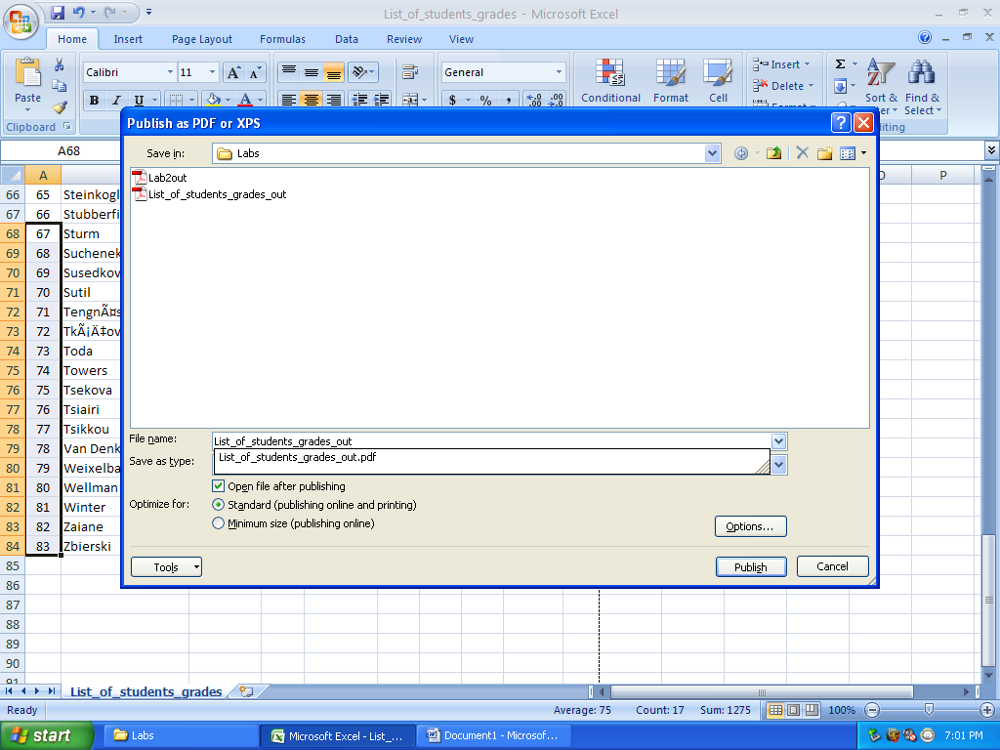 List_of_students_grades - Microsoft Excel
Home Insert Page Layout Formulas Data Review View
Calibri 11 General
Insert
Delete
Format
Paste
B I U $ % , Conditional Format Cell Sort & Find &
Select
Clipboard
Publish as PDF or XPS
A68
Save in: Labs
A P
Lab2out
List_of_students_grades_out
66 65 Steinkogl
67 66 Stubberfi
68 67 Sturm
69 68 Suchenek
70 69 Susedkov
71 70 Sutil
72 71 TengnÃ¤s
73 72 TkÃ¡Ä‡ov
74 73 Toda
75 74 Towers
76 75 Tsekova
77 76 Tsiairi
78 77 Tsikkou
79 78 Van Denk
80 79 Weixelba
81 80 Wellman
82 81 Winter
83 82 Zaiane
84 83 Zbierski
85
86
87
88
89
90
91
File name: List_of_students_grades_out
List_of_students_grades_out.pdf
Save as type:
Open file after publishing
Optimize for: Standard (publishing online and printing)
Minimum size (publishing online)
Options...
Tools Publish Cancel
List_of_students_grades
Ready Average: 75 Count: 17 Sum: 1275 100%
start Labs Microsoft Excel - List_... Document1 - Microsof... 7:01 PM